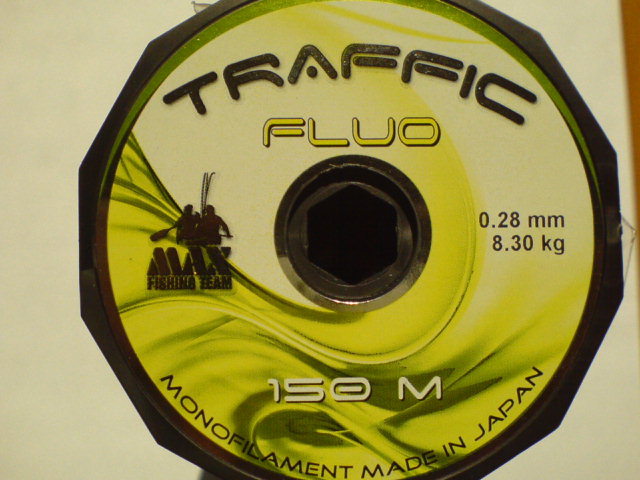 TRAFFIC
FLUO
0.28 mm
8.30 kg
MAX
FISHING TEAM
150 M
MONOFILAMENT MADE IN JAPAN